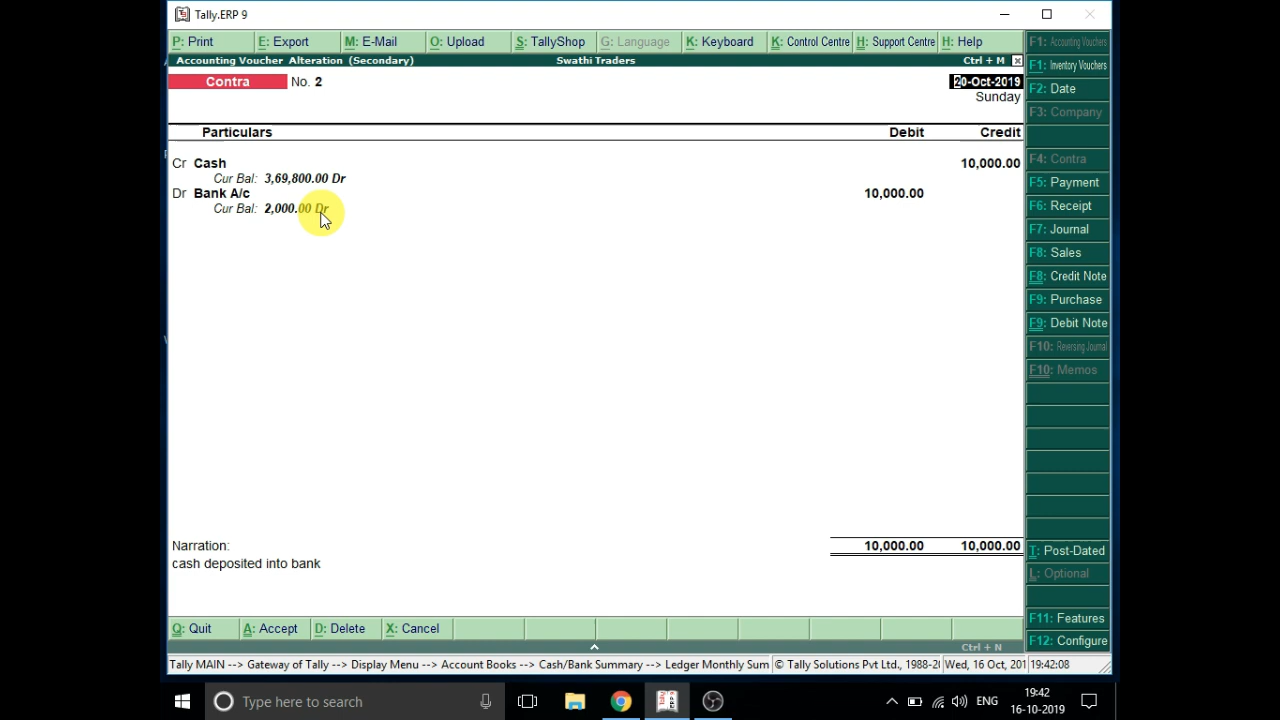 Tally.ERP 9
P: Print E: Export M: E-Mail O: Upload S: TallyShop G: Language K: Keyboard K: Control Centre H: Support Centre H: Help
F1: Accounting Vouchers
Accounting Voucher Alteration (Secondary) Swathi Traders Ctrl + M
F1: Inventory Vouchers
Contra No. 2 20-Oct-2019
F2: Date
Sunday
F3: Company
Particulars Debit Credit
F4: Contra
Cr Cash 10,000.00
Cur Bal: 3,69,800.00 Dr
F5: Payment
Dr Bank A/c 10,000.00
F6: Receipt
Cur Bal: 2,000.00 Dr
F7: Journal
F8: Sales
F8: Credit Note
F9: Purchase
F9: Debit Note
F10: Reversing Journal
F10: Memos
Narration: 10,000.00 10,000.00
T: Post-Dated
cash deposited into bank
L: Optional
F11: Features
Q: Quit A: Accept D: Delete X: Cancel
F12: Configure
Ctrl + N
Tally MAIN --> Gateway of Tally --> Display Menu --> Account Books --> Cash/Bank Summary --> Ledger Monthly Sum © Tally Solutions Pvt Ltd., 1988-2 Wed, 16 Oct, 201 19:42:08
Type here to search ENG 19:42
16-10-2019